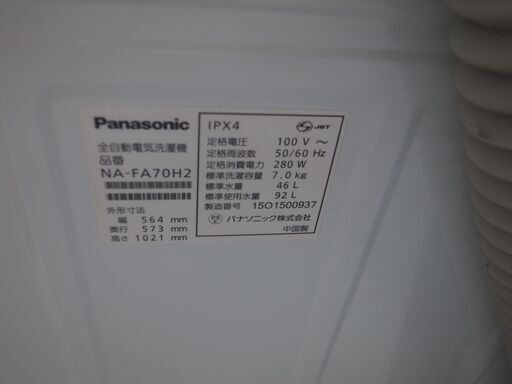 Panasonic
全自動電気洗濯機
品番
NA-FA70H2
外形寸法
幅 564 mm
奥行 573 mm
高さ 1021 mm
IPX4
JET
定格電圧 100 V ～
定格周波数 50/60 Hz
定格消費電力 280 W
標準洗濯容量 7.0 kg
標準水量 46 L
標準使用水量 92 L
製造番号 15O1500937
PS E パナソニック株式会社
中国製